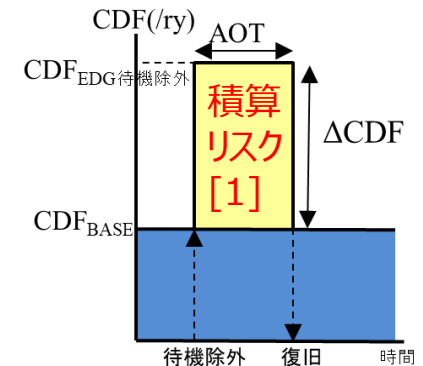 CDF(/ry)
AOT
CDFEDG待機除外
積算
リスク
[1]
ΔCDF
CDFBASE
待機除外
復旧
時間